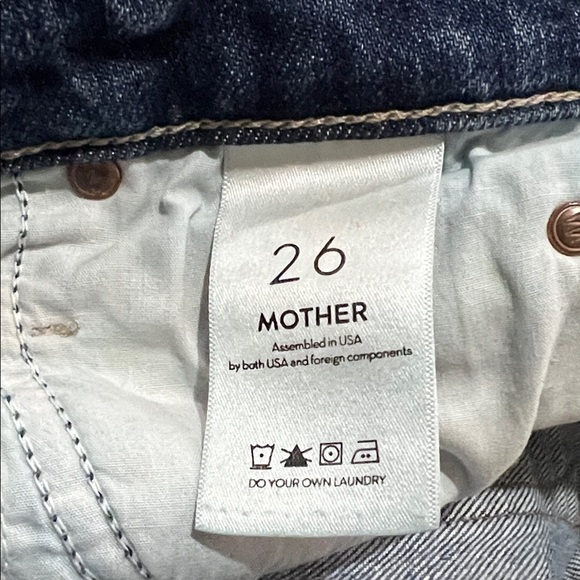 26
MOTHER
Assembled in USA
by both USA and foreign components
DO YOUR OWN LAUNDRY